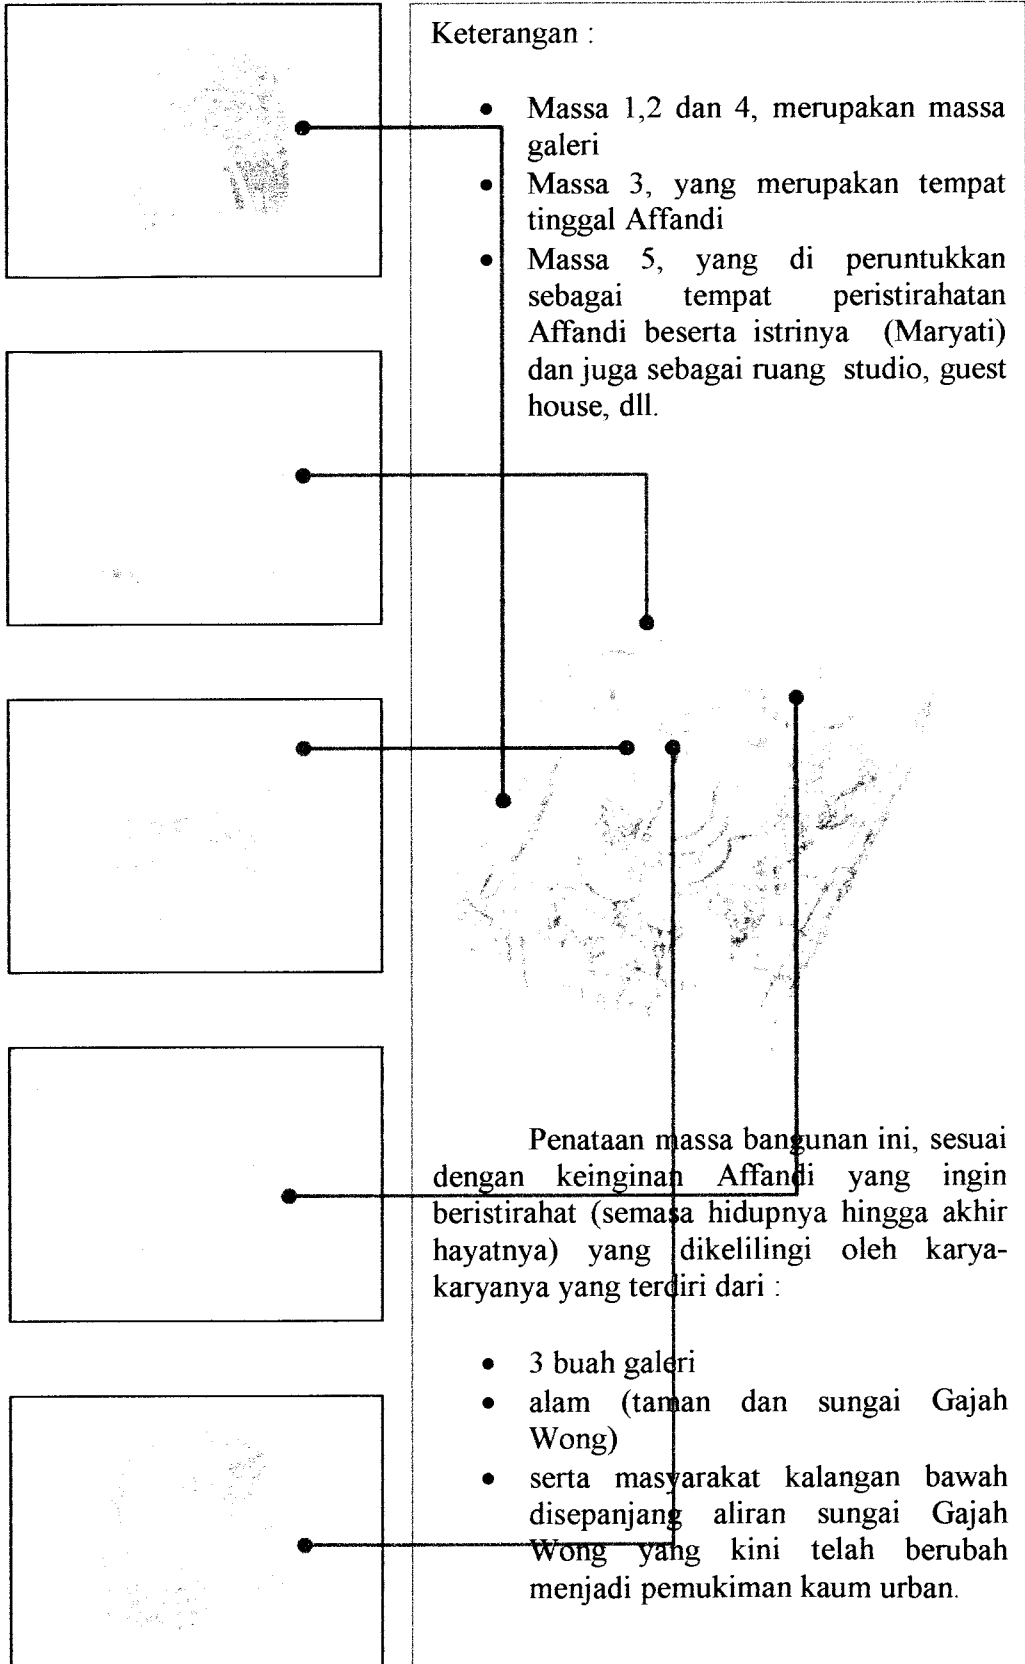 Keterangan :
• Massa 1,2 dan 4, merupakan massa
galeri
• Massa 3, yang merupakan tempat
tinggal Affandi
• Massa 5, yang di peruntukkan
sebagai tempat peristirahatan
Affandi beserta istrinya (Maryati)
dan juga sebagai ruang studio, guest
house, dll.
Penataan massa bangunan ini, sesuai
dengan keinginan Affandi yang ingin
beristirahat (semasa hidupnya hingga akhir
hayatnya) yang dikelilingi oleh karya-
karyanya yang terdiri dari :
• 3 buah galeri
• alam (taman dan sungai Gajah
Wong)
• serta masyarakat kalangan bawah
disepanjang aliran sungai Gajah
Wong yang kini telah berubah
menjadi pemukiman kaum urban.